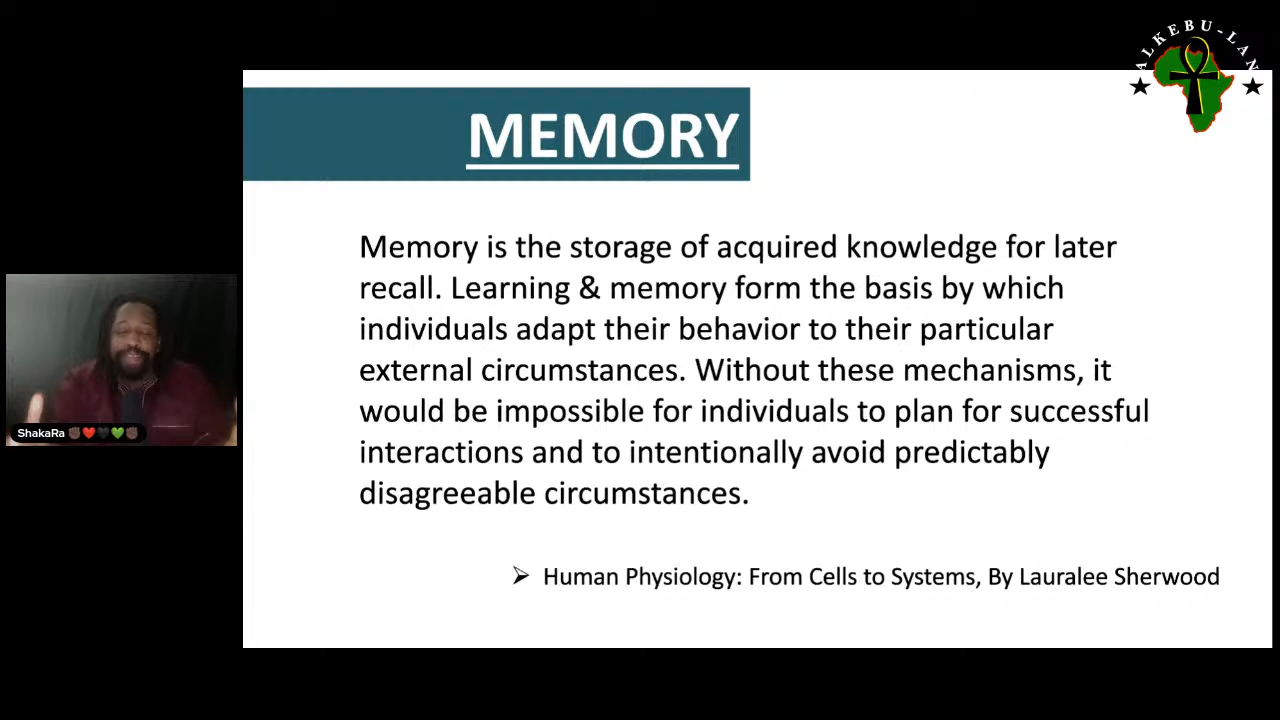 ALKEBU-LAN
MEMORY
Memory is the storage of acquired knowledge for later
recall. Learning & memory form the basis by which
individuals adapt their behavior to their particular
external circumstances. Without these mechanisms, it
would be impossible for individuals to plan for successful
interactions and to intentionally avoid predictably
disagreeable circumstances.
➢ Human Physiology: From Cells to Systems, By Lauralee Sherwood
ShakaRa ✊🏿❤️🖤💚✊🏿